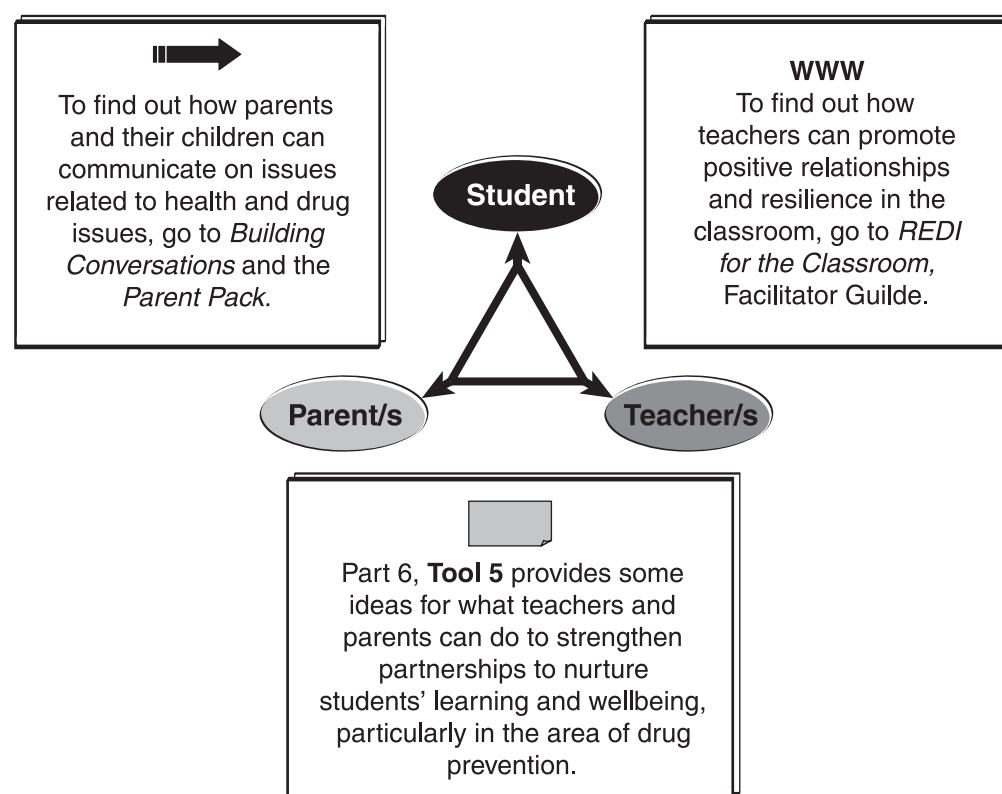 To find out how parents
and their children can
communicate on issues
related to health and drug
issues, go to Building
Conversations and the
Parent Pack.
WWW
To find out how
teachers can promote
positive relationships
and resilience in the
classroom, go to REDI
for the Classroom,
Facilitator Guilde.
Student
Parent/s
Teacher/s
Part 6, Tool 5 provides some
ideas for what teachers and
parents can do to strengthen
partnerships to nurture
students’ learning and wellbeing,
particularly in the area of drug
prevention.